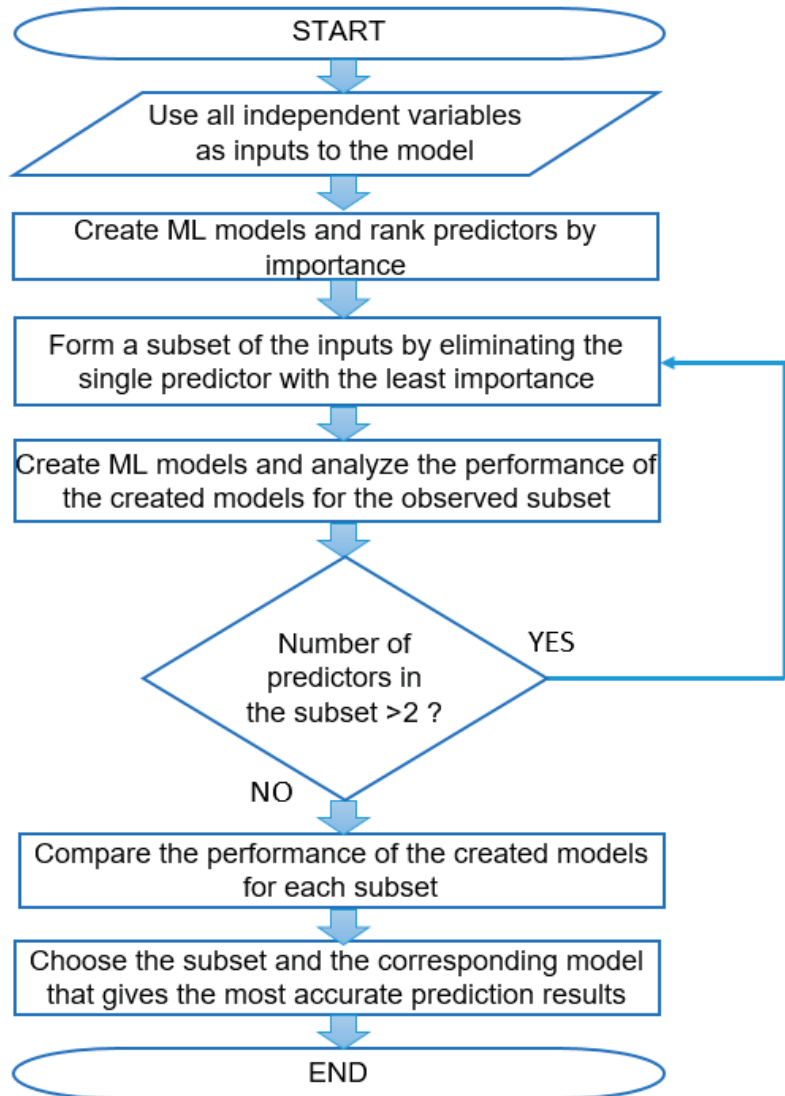 START
Use all independent variables
as inputs to the model
Create ML models and rank predictors by
importance
Form a subset of the inputs by eliminating the
single predictor with the least importance
Create ML models and analyze the performance of
the created models for the observed subset
Number of
predictors in
the subset >2 ?
YES
NO
Compare the performance of the created models
for each subset
Choose the subset and the corresponding model
that gives the most accurate prediction results
END